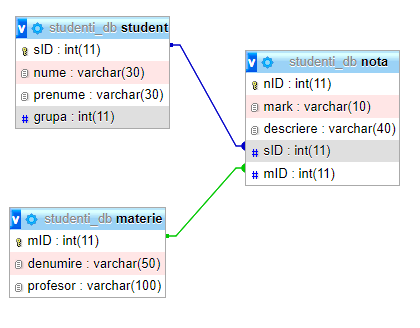 v studenti_db student
sID : int(11)
nume : varchar(30)
prenume : varchar(30)
# grupa : int(11)
v studenti_db nota
nID : int(11)
mark : varchar(10)
descriere : varchar(40)
# sID : int(11)
# mID : int(11)
v studenti_db materie
mID : int(11)
denumire : varchar(50)
profesor : varchar(100)